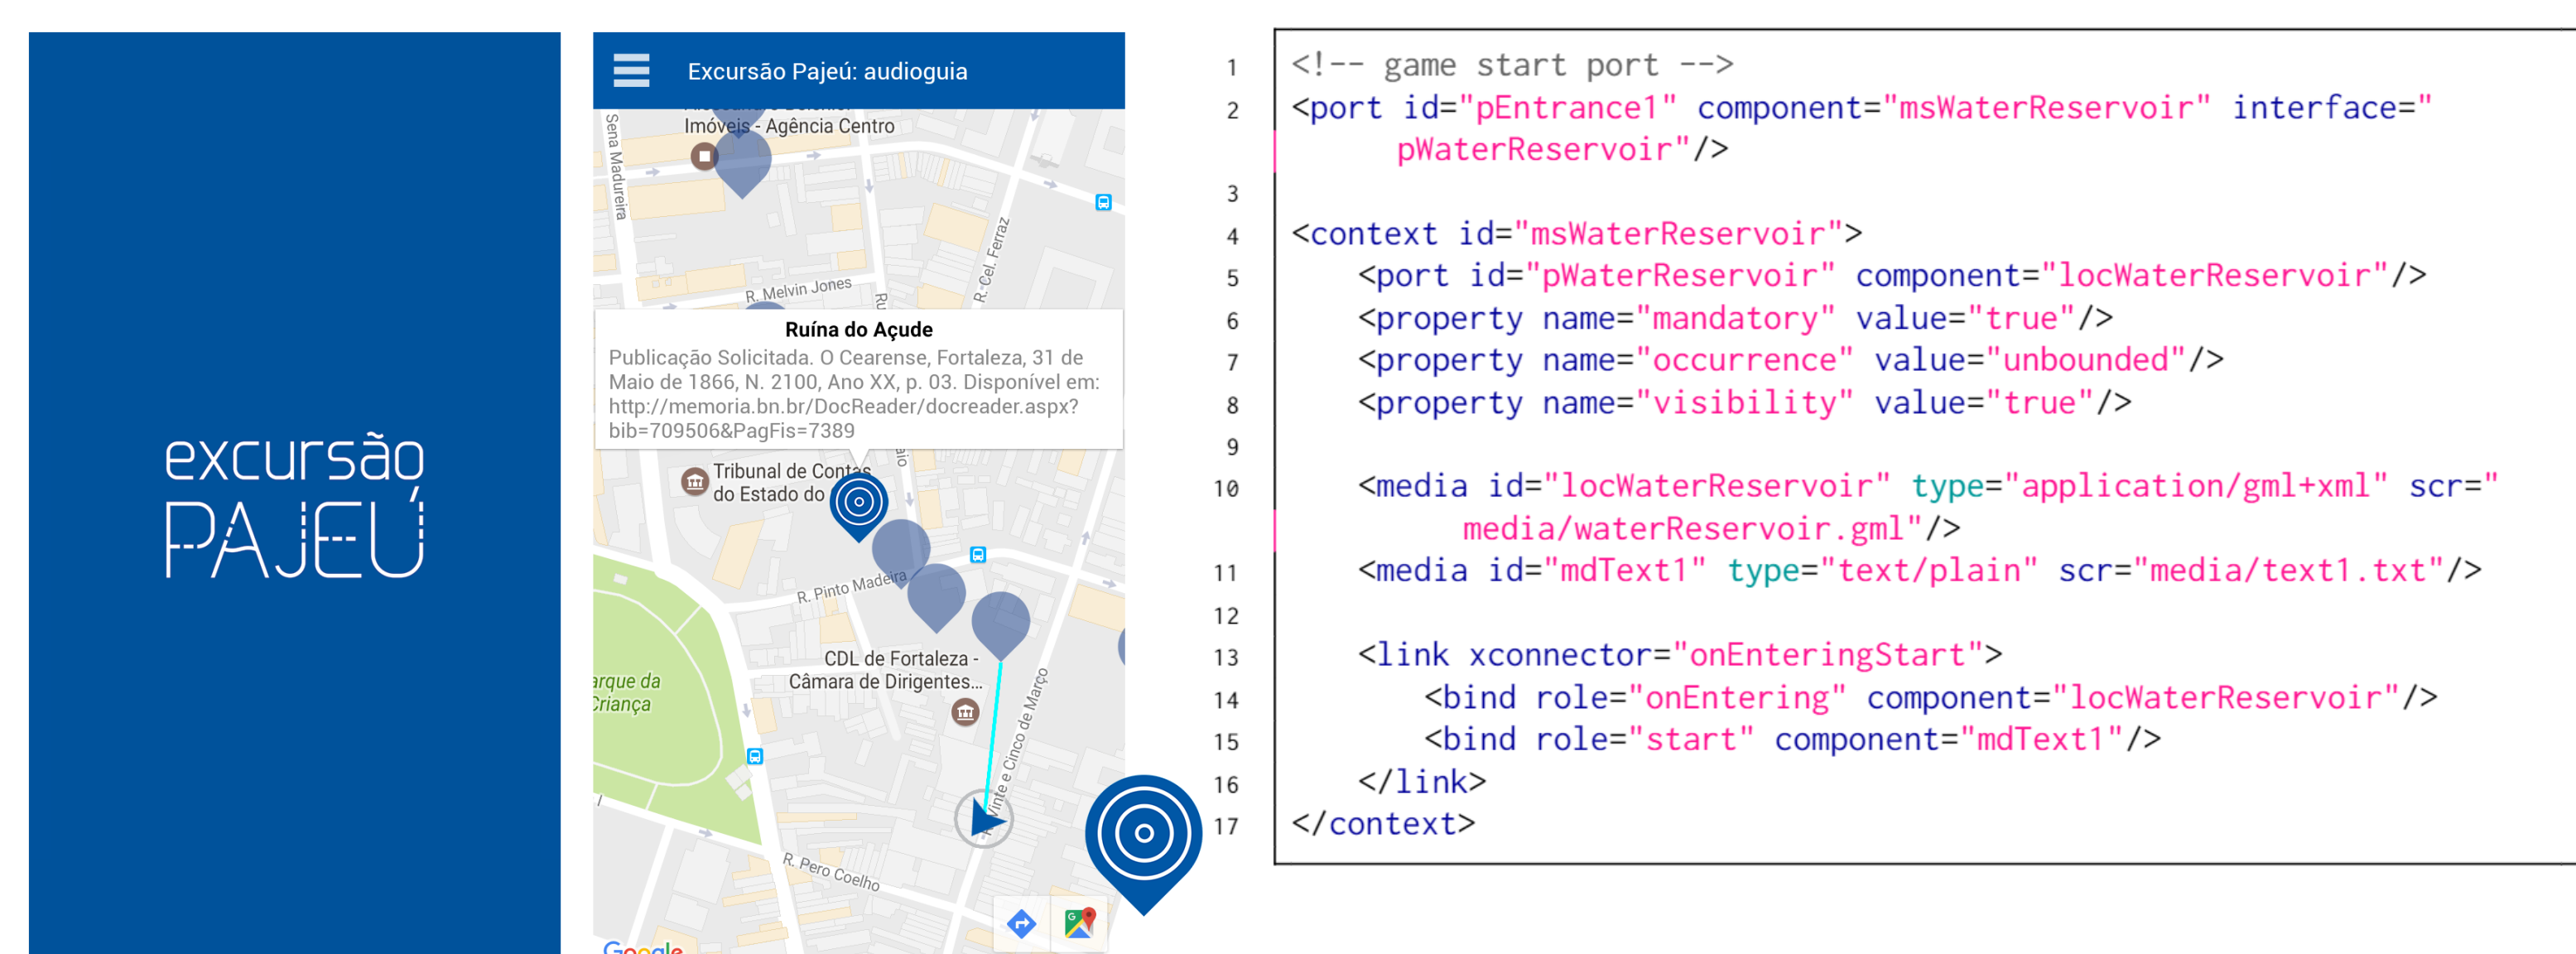 excursão
PAJEÚ
Excursão Pajeú: audioguia
Imóveis - Agência Centro
Sena Madureira
R. Cel. Ferraz
R. Melvin Jones
Ru
Ruína do Açude
Publicação Solicitada. O Cearense, Fortaleza, 31 de
Maio de 1866, N. 2100, Ano XX, p. 03. Disponível em:
http://memoria.bn.br/DocReader/docreader.aspx?
bib=709506&PagFis=7389
aio
Tribunal de Contas
do Estado do
R. Pinto Madeira
CDL de Fortaleza -
Câmara de Dirigentes...
arque da
Criança
Vinte e Cinco de Março
R. Pero Coelho
Google
1 <!-- game start port -->
2 <port id="pEntrance1" component="msWaterReservoir" interface="
pWaterReservoir"/>
3
4 <context id="msWaterReservoir">
5 <port id="pWaterReservoir" component="locWaterReservoir"/>
6 <property name="mandatory" value="true"/>
7 <property name="occurrence" value="unbounded"/>
8 <property name="visibility" value="true"/>
9
10 <media id="locWaterReservoir" type="application/gml+xml" scr="
media/waterReservoir.gml"/>
11 <media id="mdText1" type="text/plain" scr="media/text1.txt"/>
12
13 <link xconnector="onEnteringStart">
14 <bind role="onEntering" component="locWaterReservoir"/>
15 <bind role="start" component="mdText1"/>
16 </link>
17 </context>